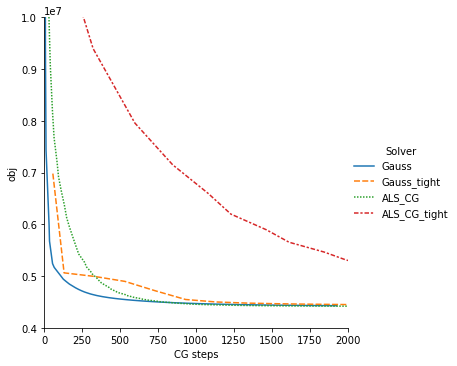 1e7
1.0
0.9
0.8
0.7
0.6
0.5
0.4
obj
0 250 500 750 1000 1250 1500 1750 2000
CG steps
Solver
Gauss
Gauss_tight
ALS_CG
ALS_CG_tight